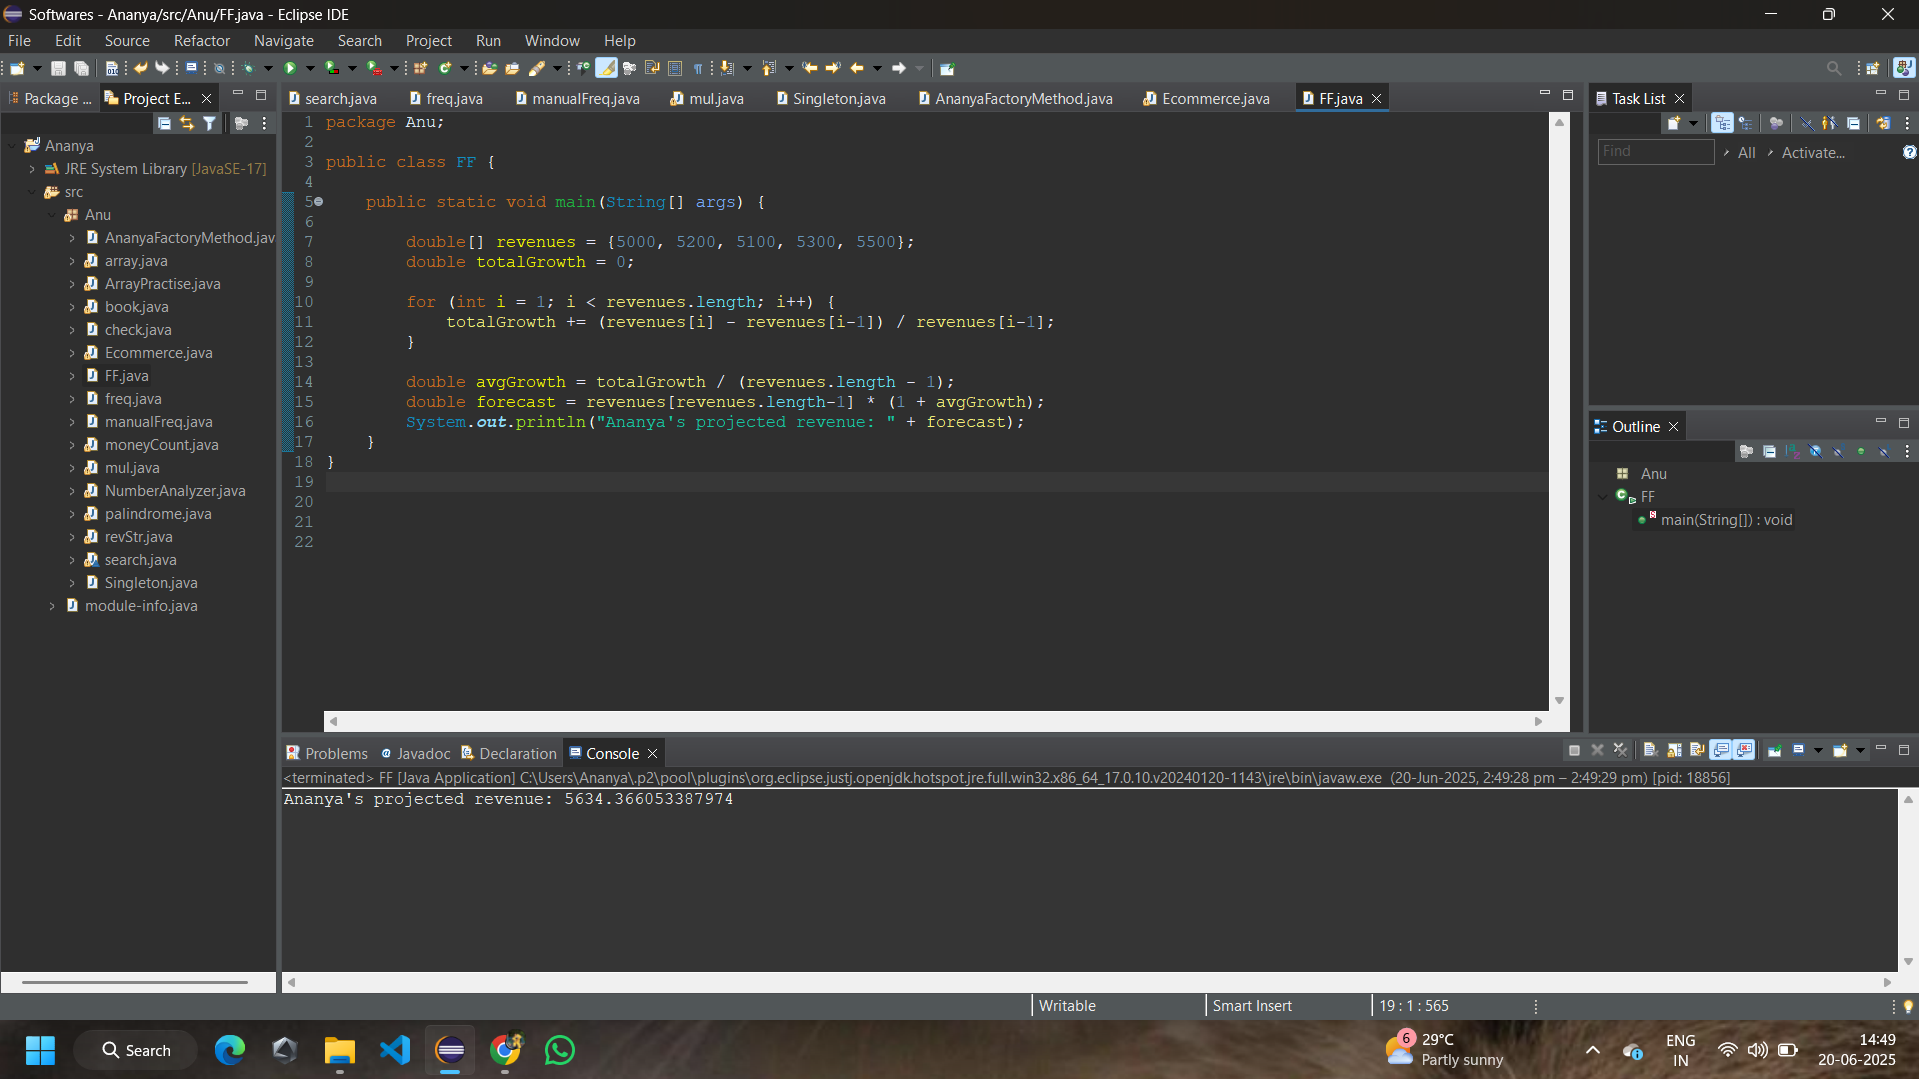 Softwares - Ananya/src/Anu/FF.java - Eclipse IDE
File Edit Source Refactor Navigate Search Project Run Window Help
Package ... Project E...
search.java freq.java manualFreq.java mul.java Singleton.java AnanyaFactoryMethod.java Ecommerce.java FF.java
Task List
Find All Activate...
Ananya
JRE System Library [JavaSE-17]
src
Anu
AnanyaFactoryMethod.jav
array.java
ArrayPractise.java
book.java
check.java
Ecommerce.java
FF.java
freq.java
manualFreq.java
moneyCount.java
mul.java
NumberAnalyzer.java
palindrome.java
revStr.java
search.java
Singleton.java
module-info.java
1 package Anu;
2
3 public class FF {
4
5 public static void main(String[] args) {
6
7 double[] revenues = {5000, 5200, 5100, 5300, 5500};
8 double totalGrowth = 0;
9
10 for (int i = 1; i < revenues.length; i++) {
11 totalGrowth += (revenues[i] - revenues[i-1]) / revenues[i-1];
12 }
13
14 double avgGrowth = totalGrowth / (revenues.length - 1);
15 double forecast = revenues[revenues.length-1] * (1 + avgGrowth);
16 System.out.println("Ananya's projected revenue: " + forecast);
17 }
18 }
19
20
21
22
Outline
Anu
FF
main(String[]) : void
Problems Javadoc Declaration Console
<terminated> FF [Java Application] C:\Users\Ananya\.p2\pool\plugins\org.eclipse.justj.openjdk.hotspot.jre.full.win32.x86_64_17.0.10.v20240120-1143\jre\bin\javaw.exe (20-Jun-2025, 2:49:28 pm – 2:49:29 pm) [pid: 18856]
Ananya's projected revenue: 5634.366053387974
Writable Smart Insert 19 : 1 : 565
Search
6 29°C
Partly sunny
ENG
IN
14:49
20-06-2025